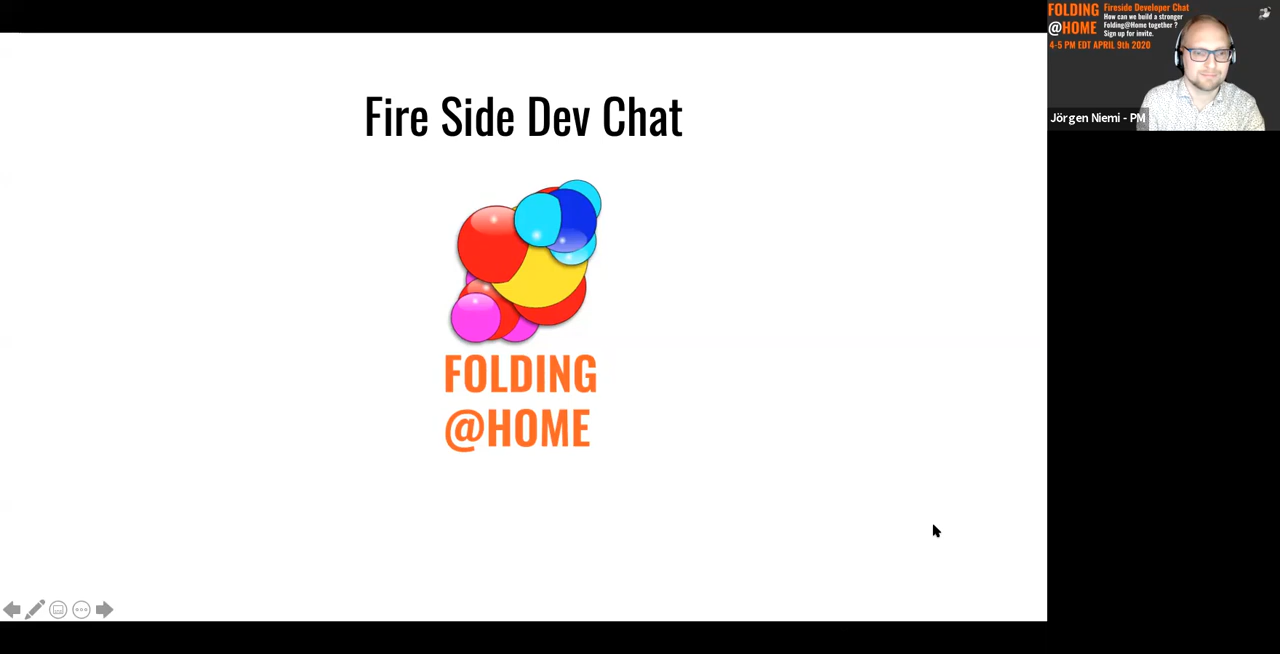 Fire Side Dev Chat
FOLDING
@HOME
FOLDING
@HOME
Fireside Developer Chat
How can we build a stronger
Folding@Home together ?
Sign up for invite.
4-5 PM EDT APRIL 9th 2020
Jörgen Niemi - PM